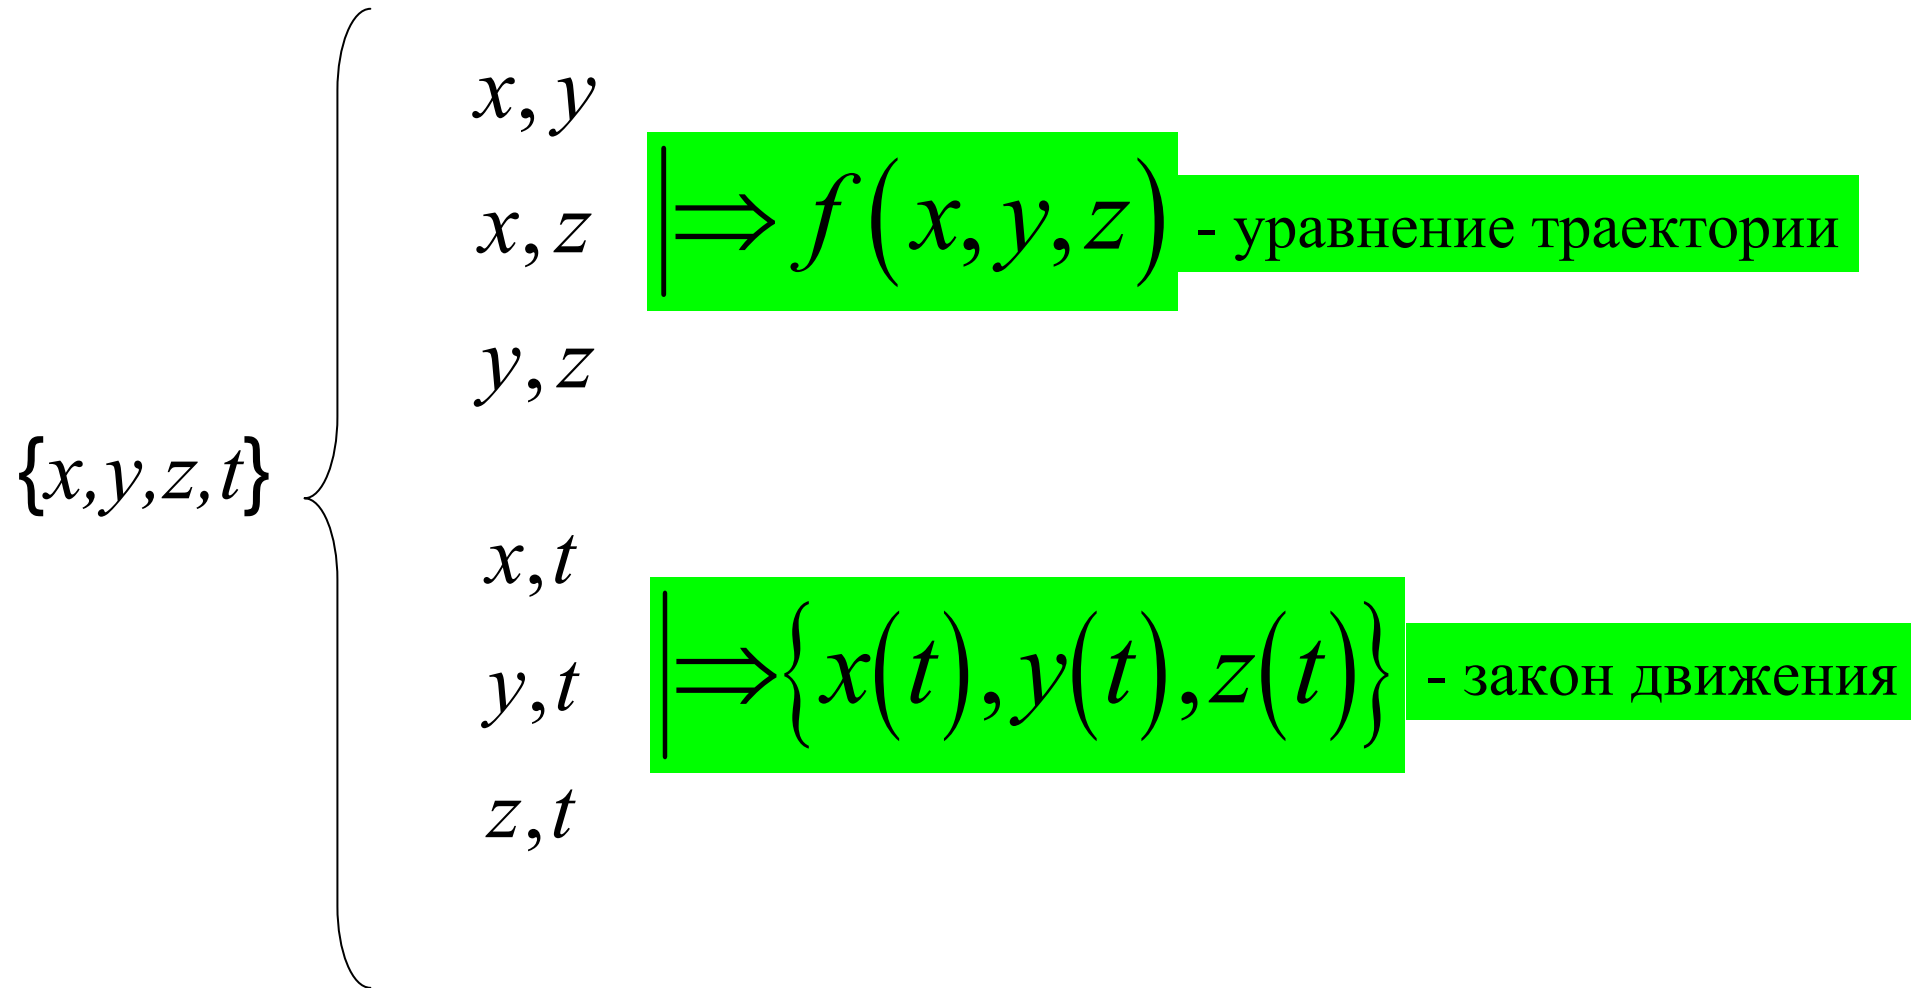 x, y
|⇒ f(x, y, z) - уравнение траектории
x, z
y, z
{x,y,z,t}
x,t
|⇒{x(t), y(t), z(t)} - закон движения
y,t
z,t